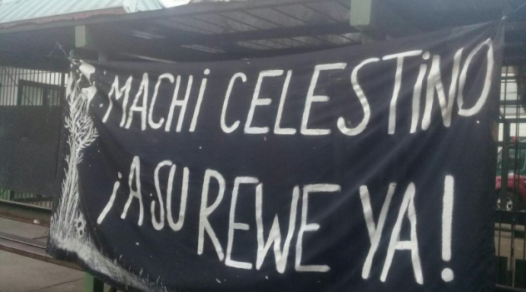 MACHI CELESTINO
¡A SU REWE YA!